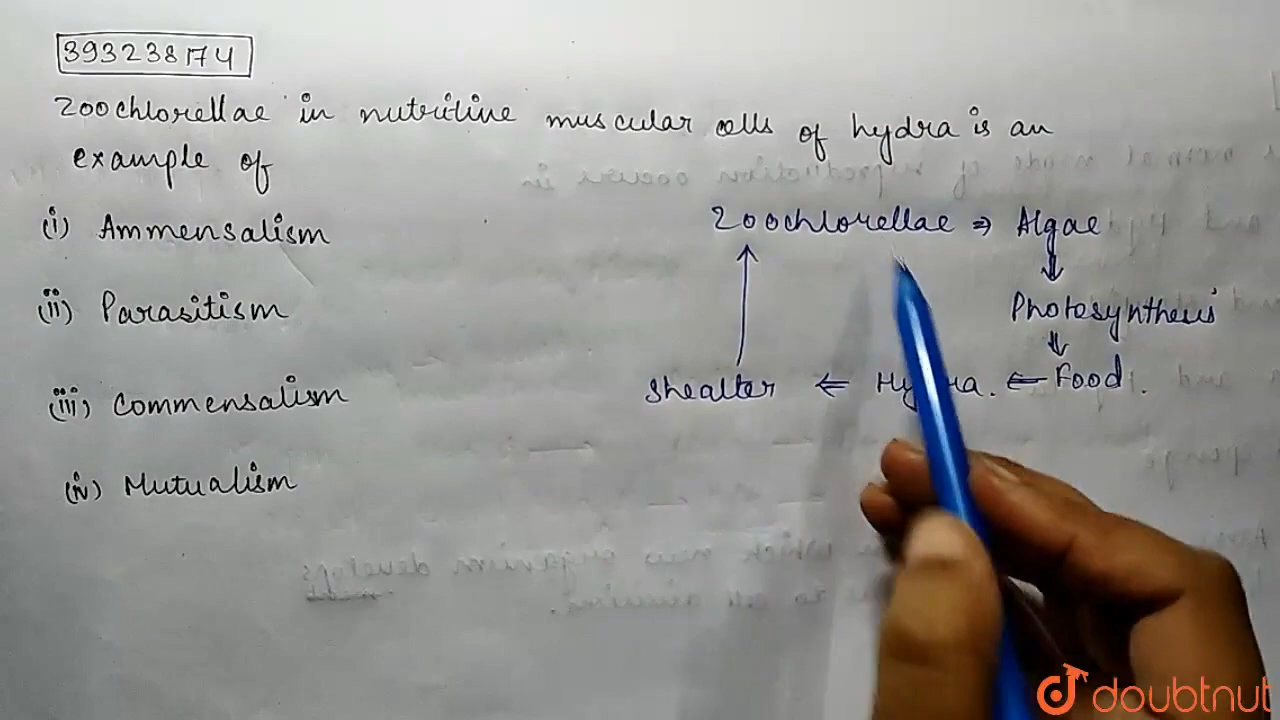 393238174
Zoochlorellae in nutritive muscular cells of hydra is an
example of
(i) Ammensalism
(ii) Parasitism
(iii) Commensalism
(iv) Mutualism
Zoochlorellae ⇒ Algae
⇓
Photosynthesis
⇓
Shealter ⇐ Hydra. ⇐ Food.
doubtnut